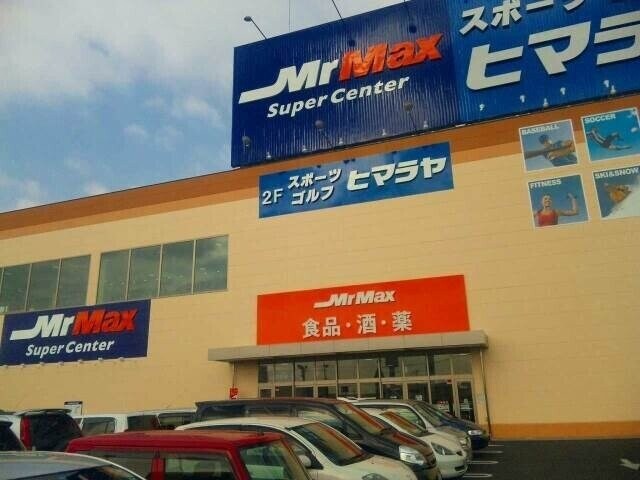 MrMax
Super Center
スポーツ
ヒマラヤ
2F スポーツ
ゴルフ
ヒマラヤ
BASEBALL
SOCCER
FITNESS
SKI&SNOW
MrMax
Super Center
MrMax
食品・酒・薬